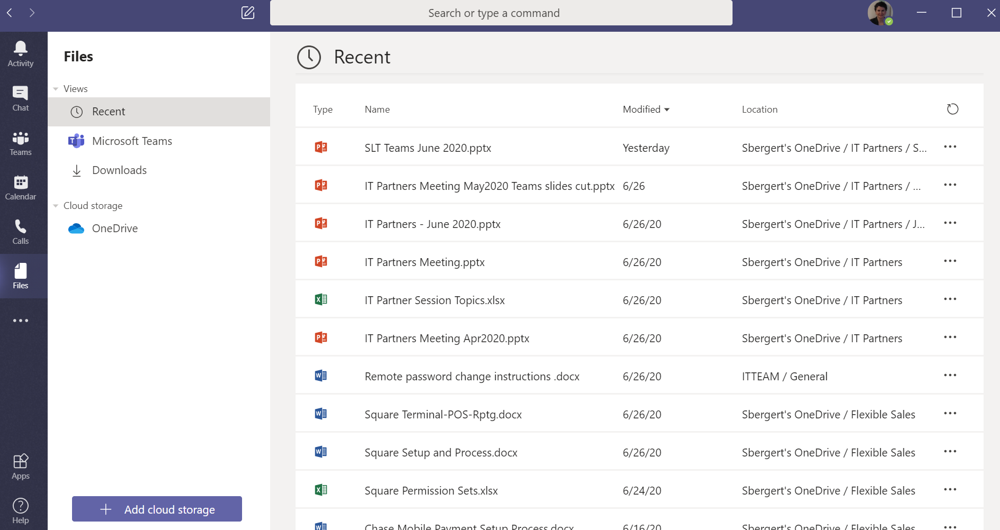 Search or type a command
Activity
Chat
Teams
Calendar
Calls
Files
Apps
Help
Files
Views
Recent
Microsoft Teams
Downloads
Cloud storage
OneDrive
Add cloud storage
Recent
Type Name Modified Location
SLT Teams June 2020.pptx Yesterday Sbergert's OneDrive / IT Partners / S...
IT Partners Meeting May2020 Teams slides cut.pptx 6/26 Sbergert's OneDrive / IT Partners / ...
IT Partners - June 2020.pptx 6/26/20 Sbergert's OneDrive / IT Partners / J...
IT Partners Meeting.pptx 6/26/20 Sbergert's OneDrive / IT Partners
IT Partner Session Topics.xlsx 6/26/20 Sbergert's OneDrive / IT Partners
IT Partners Meeting Apr2020.pptx 6/26/20 Sbergert's OneDrive / IT Partners
Remote password change instructions .docx 6/26/20 ITTEAM / General
Square Terminal-POS-Rptg.docx 6/26/20 Sbergert's OneDrive / Flexible Sales
Square Setup and Process.docx 6/26/20 Sbergert's OneDrive / Flexible Sales
Square Permission Sets.xlsx 6/24/20 Sbergert's OneDrive / Flexible Sales
Chase Mobile Payment Setup Process.docx 6/16/20 Sbergert's OneDrive / Flexible Sales